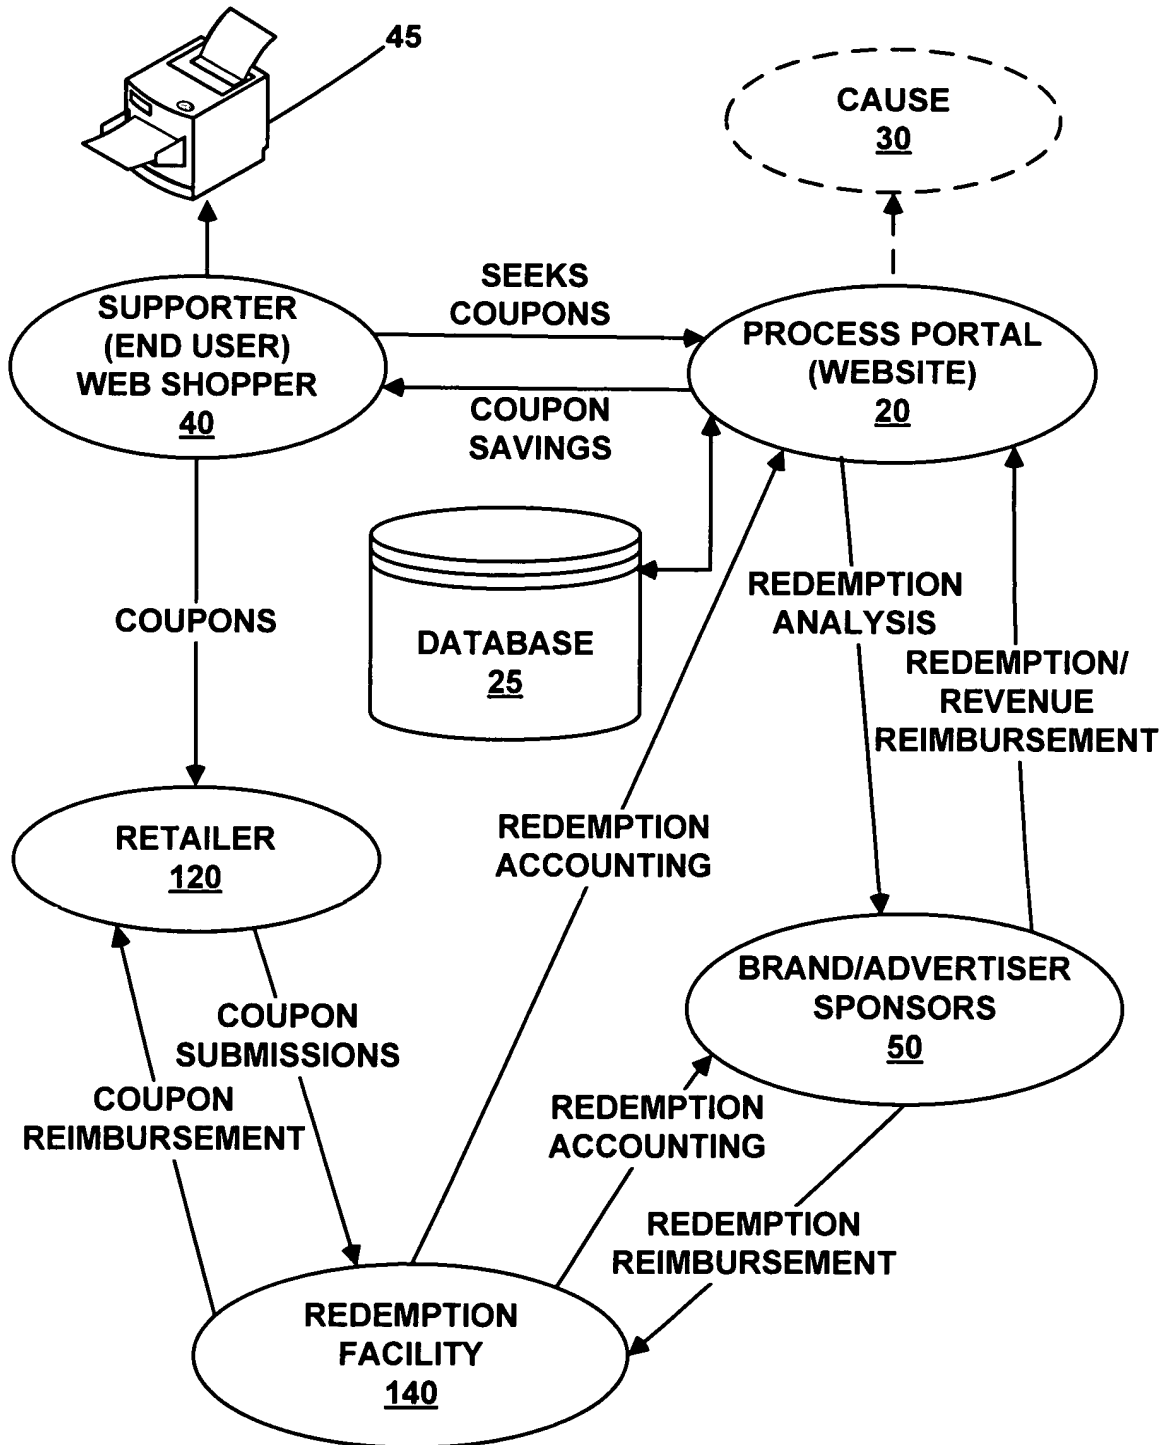 45
CAUSE
30
SUPPORTER
(END USER)
WEB SHOPPER
40
SEEKS
COUPONS
PROCESS PORTAL
(WEBSITE)
20
COUPON
SAVINGS
DATABASE
25
REDEMPTION
ANALYSIS
REDEMPTION/
REVENUE
REIMBURSEMENT
COUPONS
RETAILER
120
REDEMPTION
ACCOUNTING
BRAND/ADVERTISER
SPONSORS
50
COUPON
SUBMISSIONS
COUPON
REIMBURSEMENT
REDEMPTION
ACCOUNTING
REDEMPTION
REIMBURSEMENT
REDEMPTION
FACILITY
140